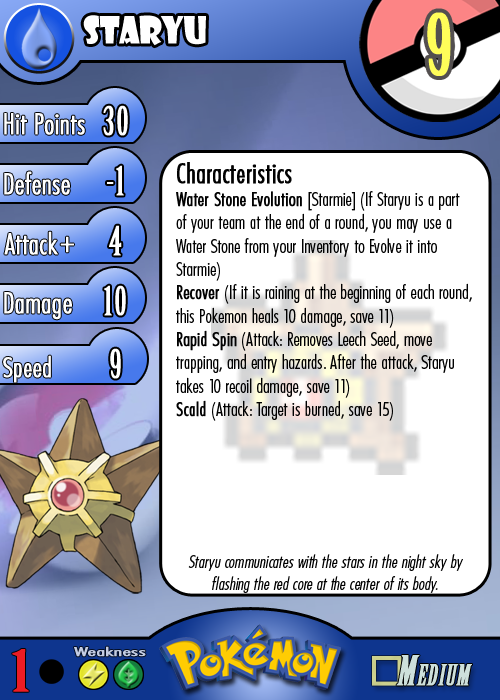 STARYU
9
Hit Points 30
Defense -1
Attack+ 4
Damage 10
Speed 9
Characteristics
Water Stone Evolution [Starmie] (If Staryu is a part
of your team at the end of a round, you may use a
Water Stone from your Inventory to Evolve it into
Starmie)
Recover (If it is raining at the beginning of each round,
this Pokemon heals 10 damage, save 11)
Rapid Spin (Attack: Removes Leech Seed, move
trapping, and entry hazards. After the attack, Staryu
takes 10 recoil damage, save 11)
Scald (Attack: Target is burned, save 15)
Staryu communicates with the stars in the night sky by
flashing the red core at the center of its body.
1
Weakness
POKéMON
MEDIUM